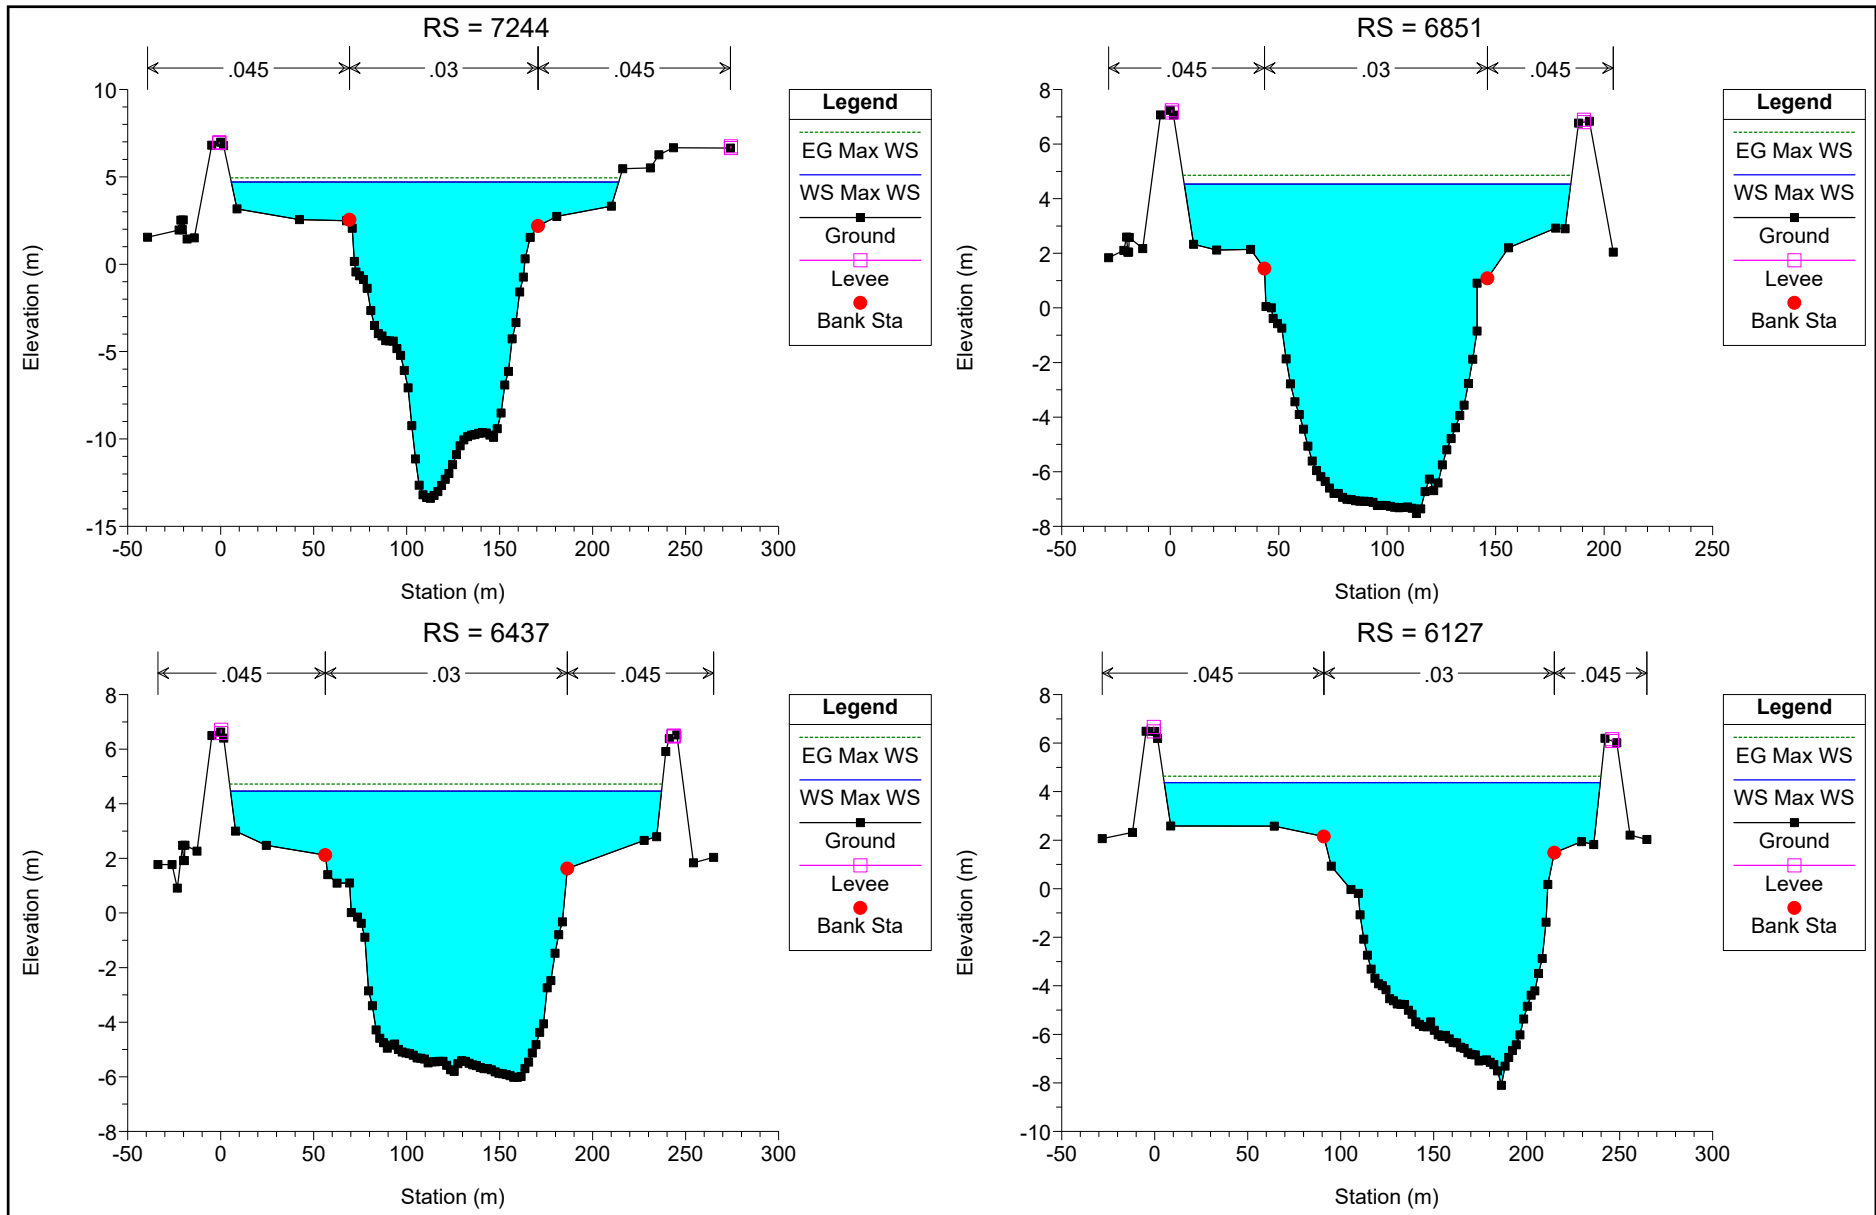 RS = 7244
.045 .03 .045
10
5
0
-5
-10
-15
-50 0 50 100 150 200 250 300
Elevation (m)
Station (m)
Legend
EG Max WS
WS Max WS
Ground
Levee
Bank Sta
RS = 6851
.045 .03 .045
8
6
4
2
0
-2
-4
-6
-8
-50 0 50 100 150 200 250
Elevation (m)
Station (m)
Legend
EG Max WS
WS Max WS
Ground
Levee
Bank Sta
RS = 6437
.045 .03 .045
8
6
4
2
0
-2
-4
-6
-8
-50 0 50 100 150 200 250 300
Elevation (m)
Station (m)
Legend
EG Max WS
WS Max WS
Ground
Levee
Bank Sta
RS = 6127
.045 .03 .045
8
6
4
2
0
-2
-4
-6
-8
-10
-50 0 50 100 150 200 250 300
Elevation (m)
Station (m)
Legend
EG Max WS
WS Max WS
Ground
Levee
Bank Sta